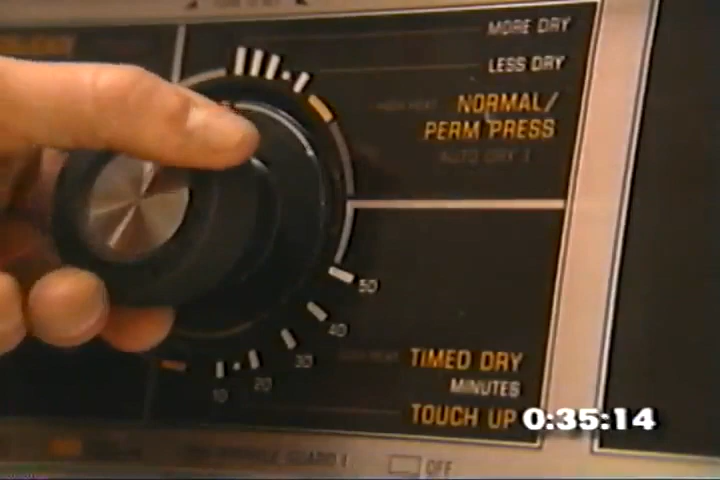 MORE DRY
LESS DRY
NORMAL/
PERM PRESS
AUTO DRY 1
50
40
30
20
10
TIMED DRY
MINUTES
TOUCH UP
0:35:14
OFF